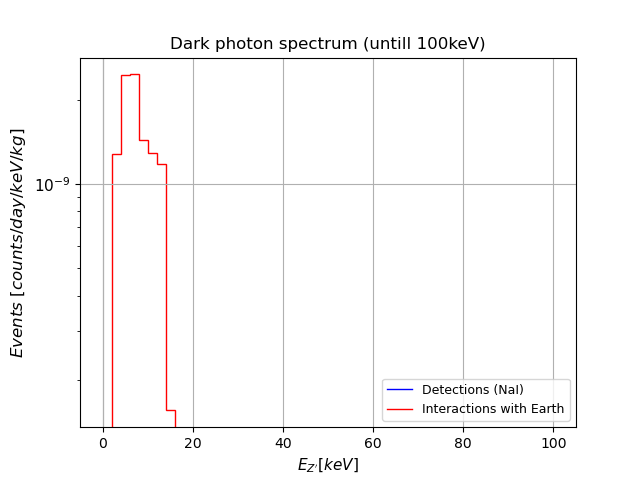 Dark photon spectrum (untill 100keV)
Events [counts/day/keV/kg]
10⁻⁹
Detections (NaI)
Interactions with Earth
0 20 40 60 80 100
E_{Z'}[keV]